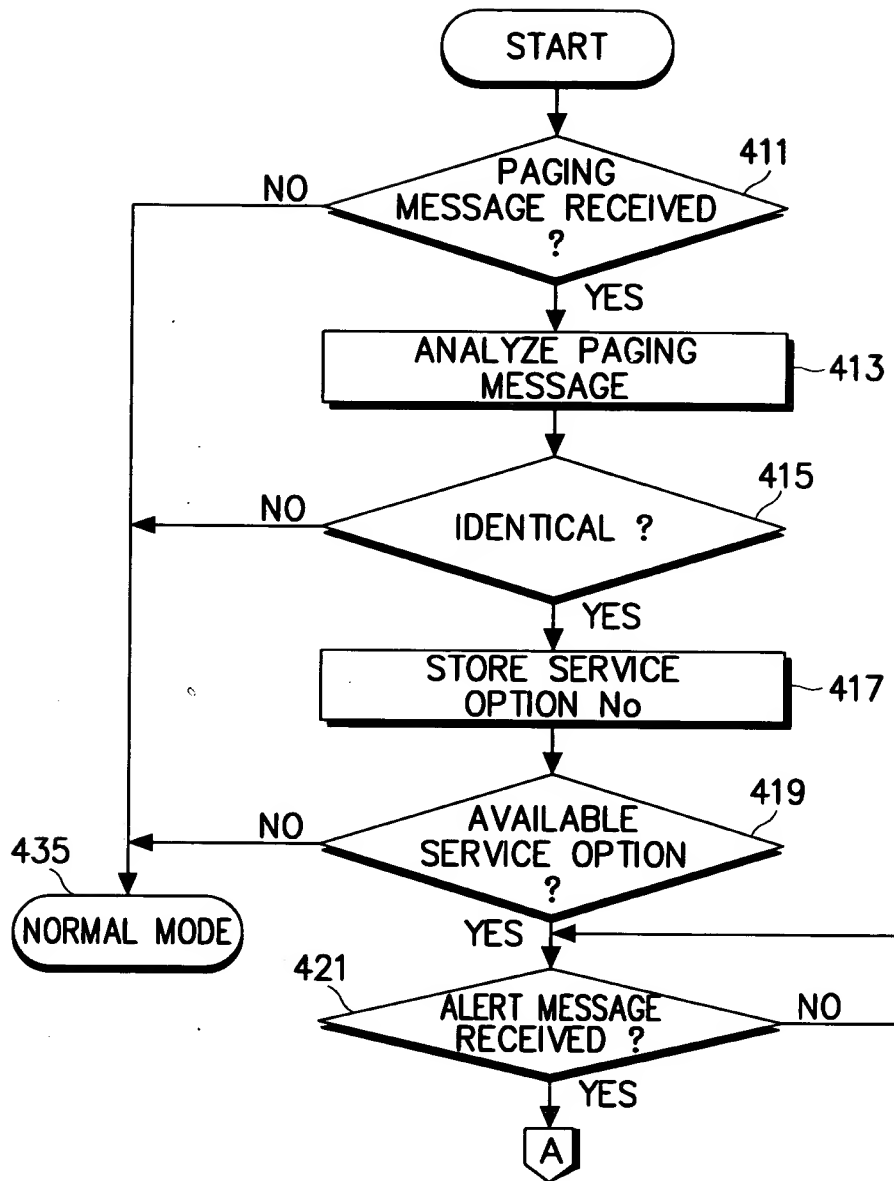 START
411
PAGING
MESSAGE RECEIVED
?
NO
YES
ANALYZE PAGING
MESSAGE
413
415
IDENTICAL ?
NO
YES
STORE SERVICE
OPTION No
417
419
AVAILABLE
SERVICE OPTION
?
NO
435
NORMAL MODE
YES
421
ALERT MESSAGE
RECEIVED ?
NO
YES
A